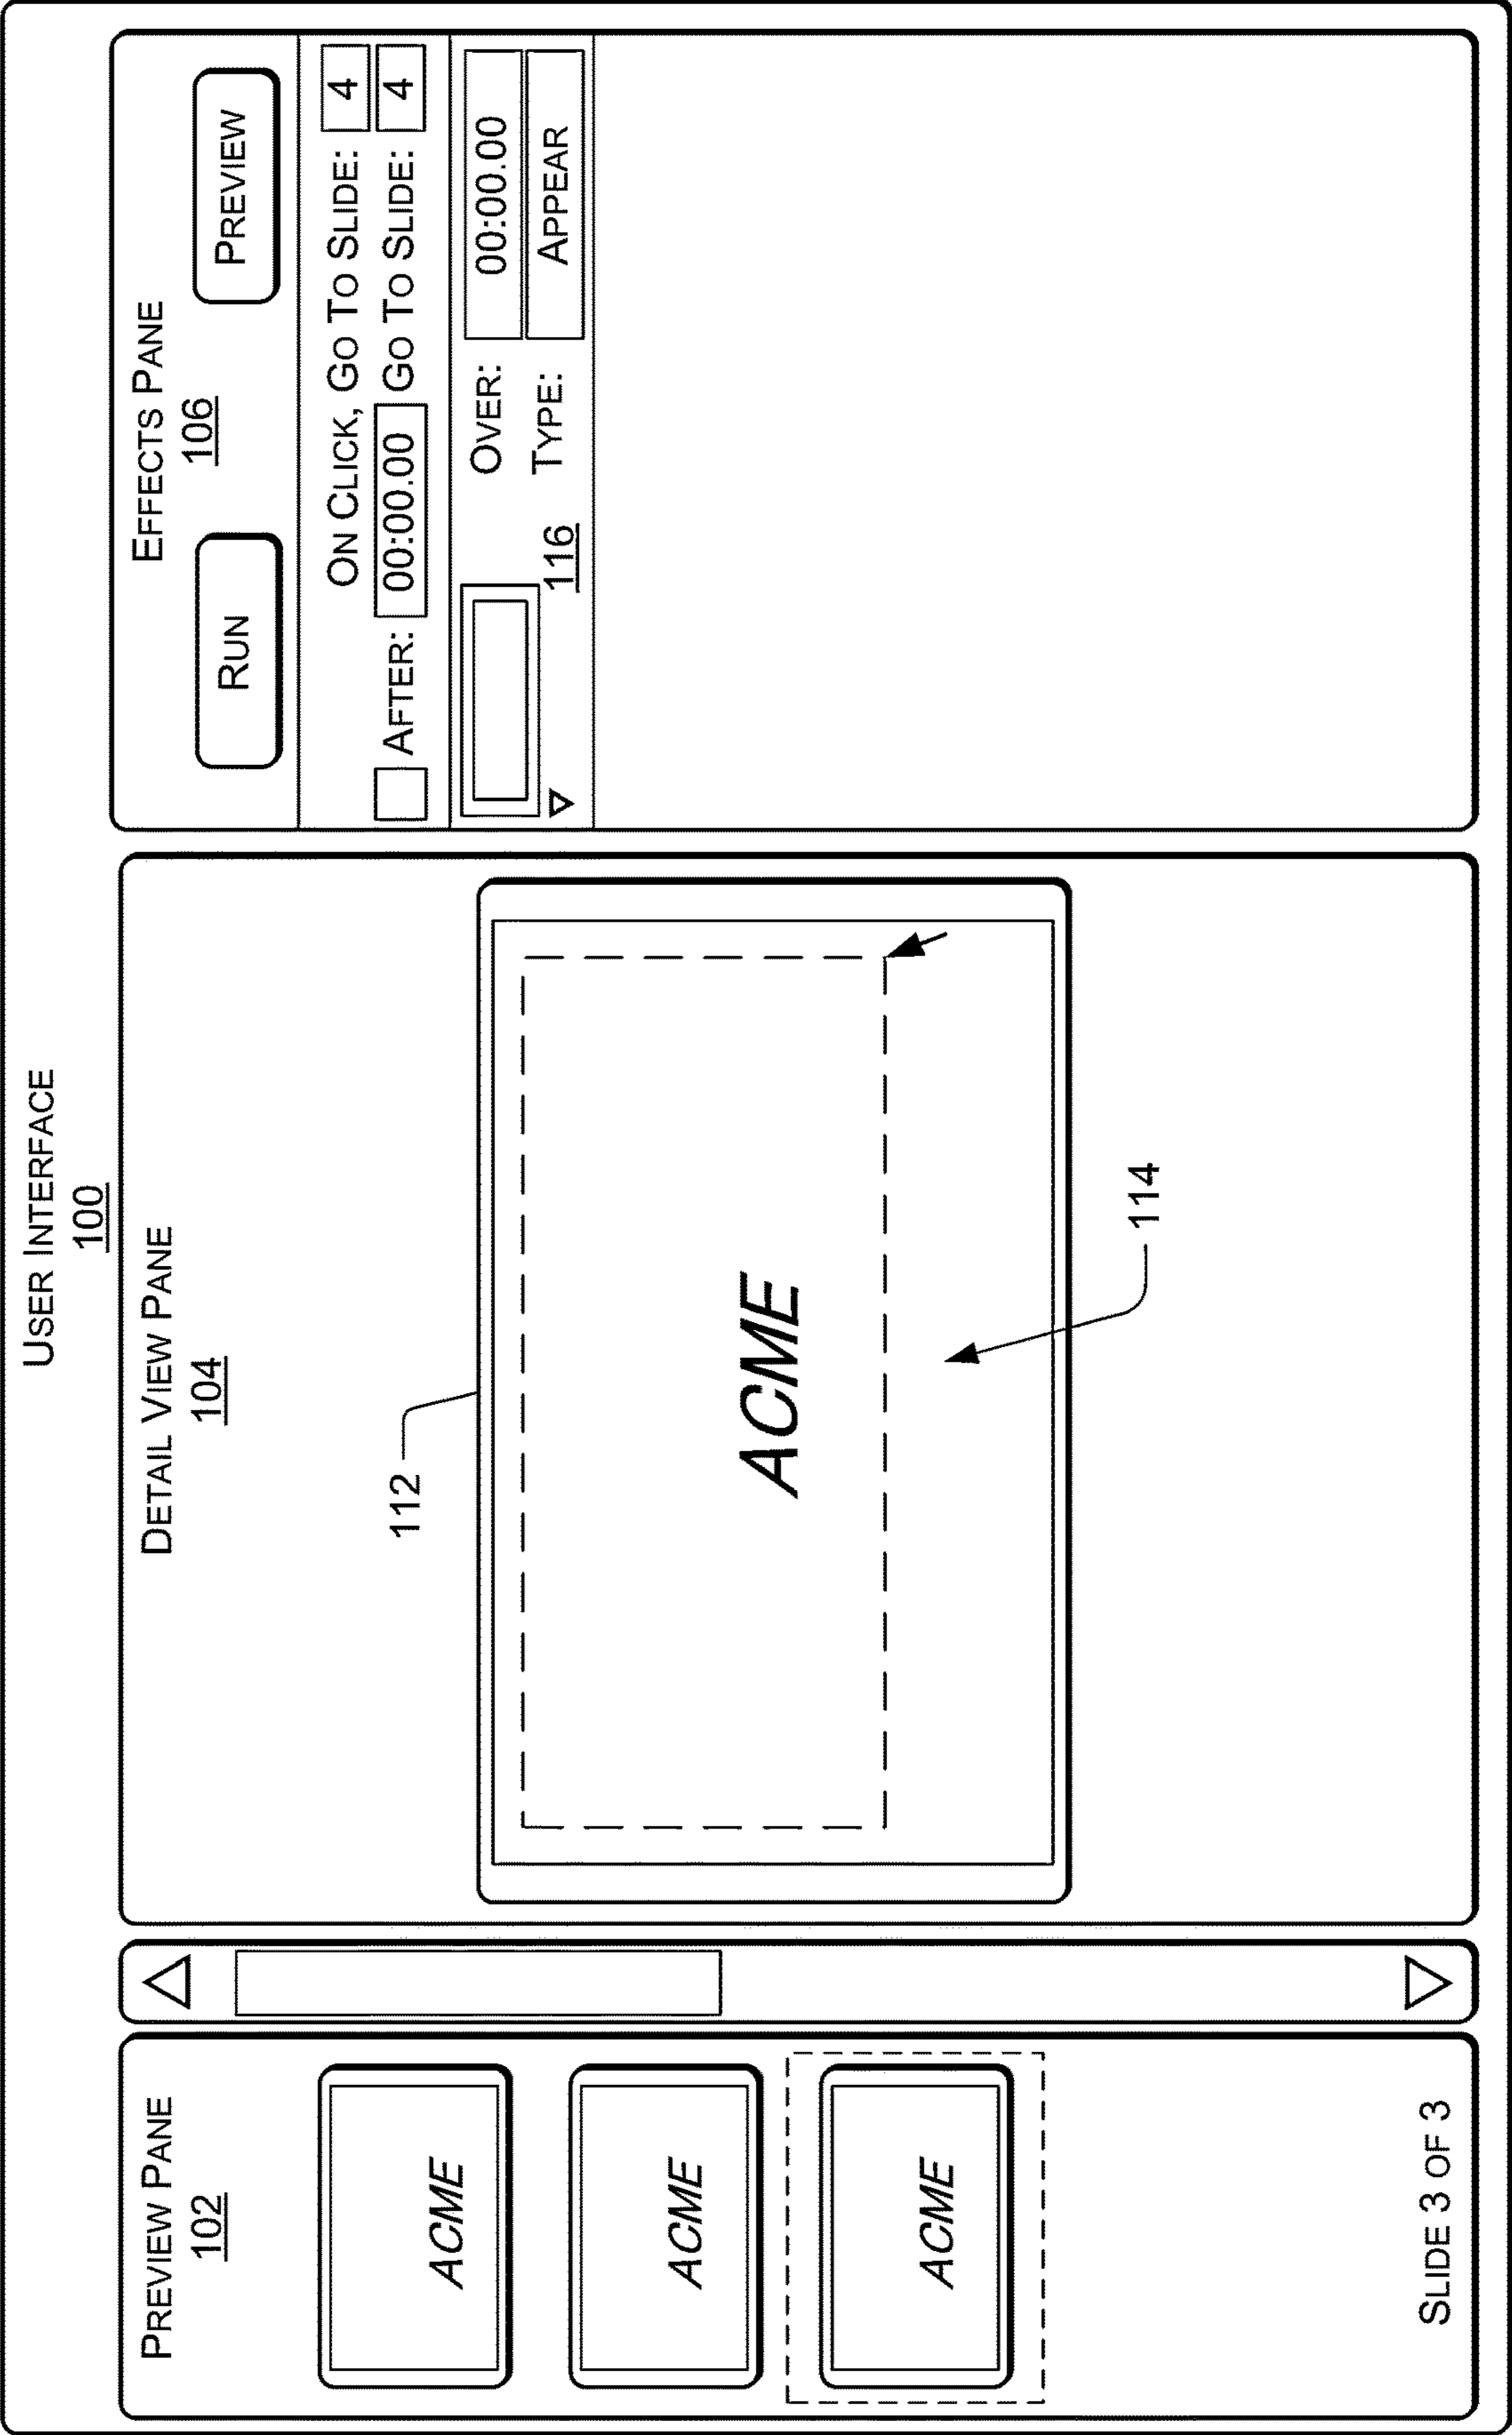 USER INTERFACE
100
PREVIEW PANE
102
ACME
ACME
ACME
SLIDE 3 OF 3
DETAIL VIEW PANE
104
112
ACME
114
EFFECTS PANE
106
RUN
PREVIEW
ON CLICK, GO TO SLIDE: 4
AFTER: 00:00.00 GO TO SLIDE: 4
OVER: 00:00.00
116 TYPE: APPEAR